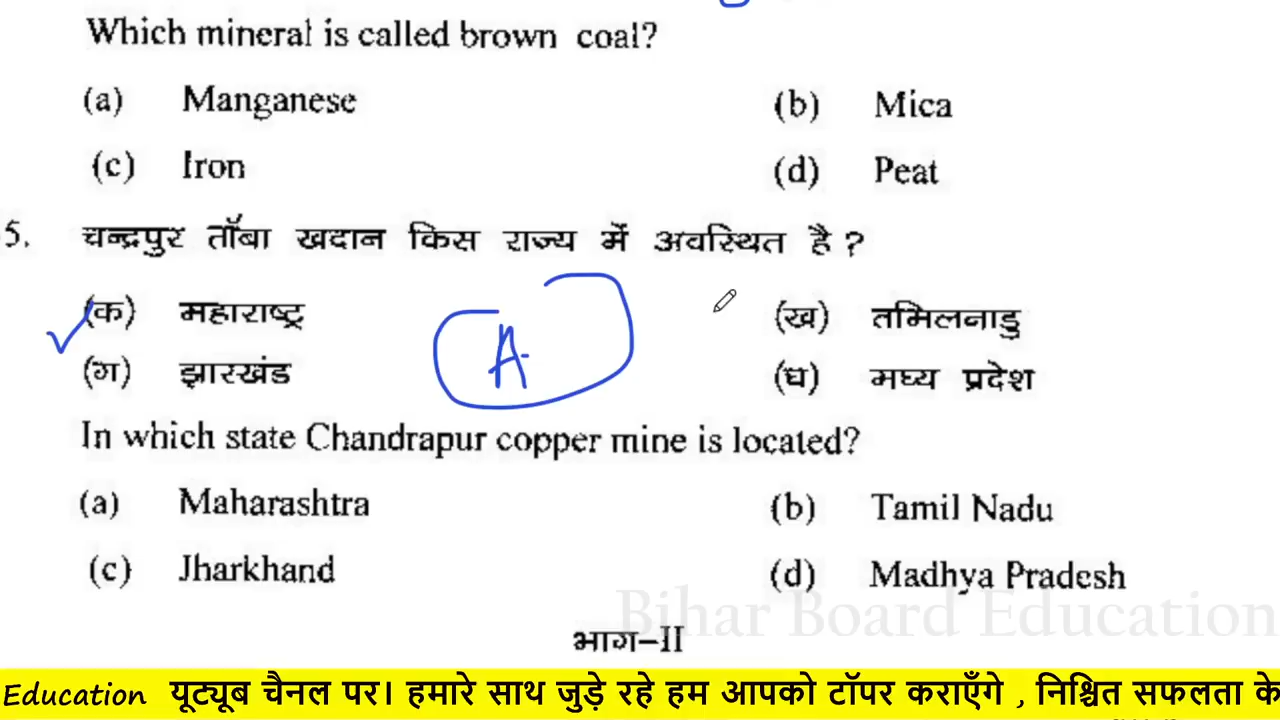 Which mineral is called brown coal?
(a) Manganese (b) Mica
(c) Iron (d) Peat
5. चन्द्रपुर ताँबा खदान किस राज्य में अवस्थित है ?
(क) महाराष्ट्र (ख) तमिलनाडु
(ग) झारखंड (घ) मध्य प्रदेश
A
In which state Chandrapur copper mine is located?
(a) Maharashtra (b) Tamil Nadu
(c) Jharkhand (d) Madhya Pradesh
Bihar Board Education
भाग–II
Education यूट्यूब चैनल पर। हमारे साथ जुड़े रहे हम आपको टॉपर कराएँगे , निश्चित सफलता के